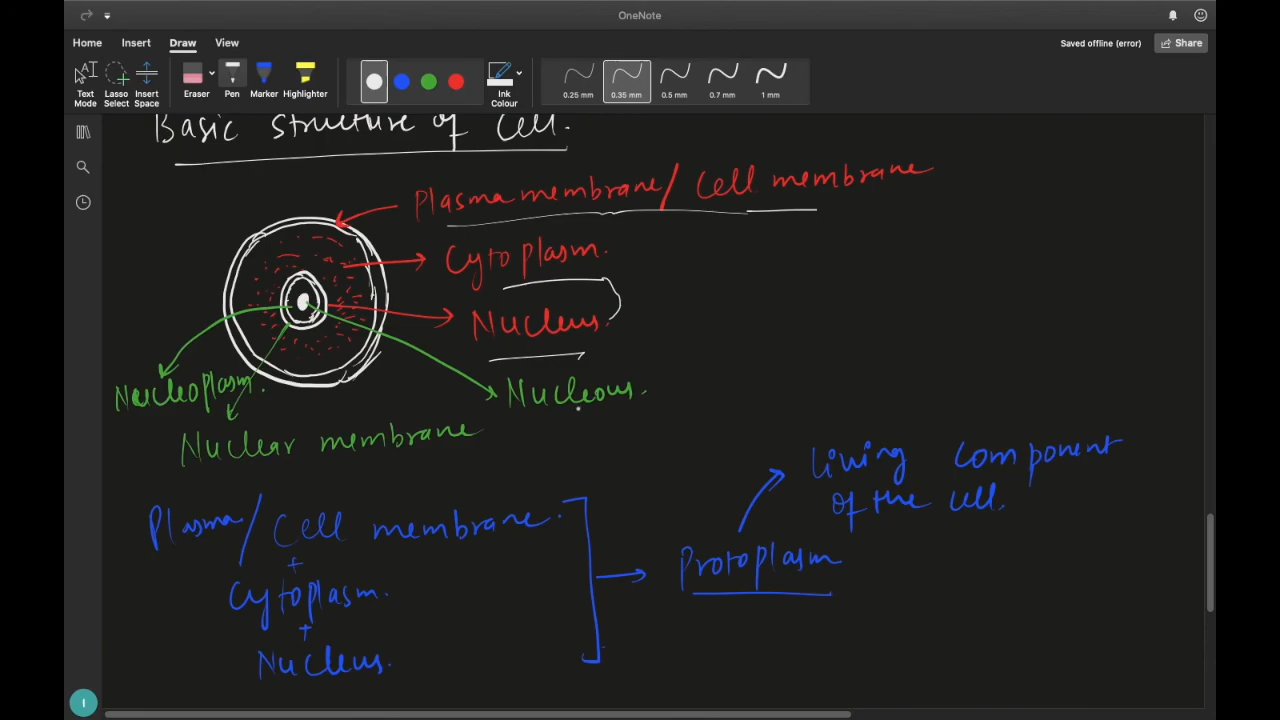 OneNote
Home Insert Draw View
Saved offline (error) Share
Text Mode
Lasso Select
Insert Space
Eraser
Pen
Marker
Highlighter
Ink Colour
0.25 mm
0.35 mm
0.5 mm
0.7 mm
1 mm
Basic structure of Cell.
Plasma membrane/ Cell membrane
Cytoplasm.
Nucleus.
Nucleoplasm.
Nucleous.
Nuclear membrane
living component
of the cell.
Plasma/ Cell membrane.
+
Cytoplasm.
+
Nucleus.
Protoplasm
I